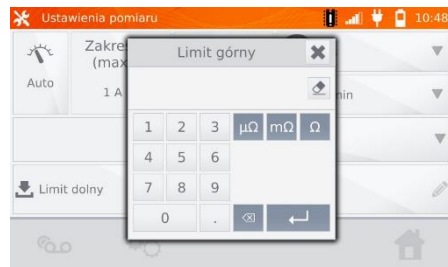 Ustawienia pomiaru 10:48
Zakre
(max
Auto
1 A
Limit górny
min
1 2 3 µΩ mΩ Ω
4 5 6
7 8 9
0 .
Limit dolny